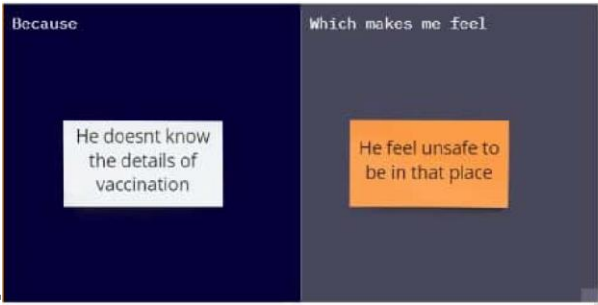 Because
He doesnt know
the details of
vaccination
Which makes me feel
He feel unsafe to
be in that place